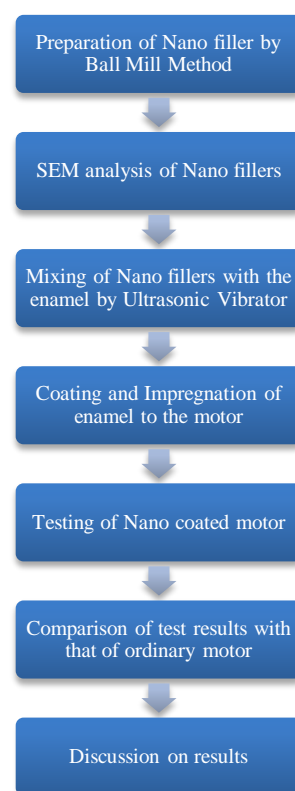 Preparation of Nano filler by
Ball Mill Method
SEM analysis of Nano fillers
Mixing of Nano fillers with the
enamel by Ultrasonic Vibrator
Coating and Impregnation of
enamel to the motor
Testing of Nano coated motor
Comparison of test results with
that of ordinary motor
Discussion on results